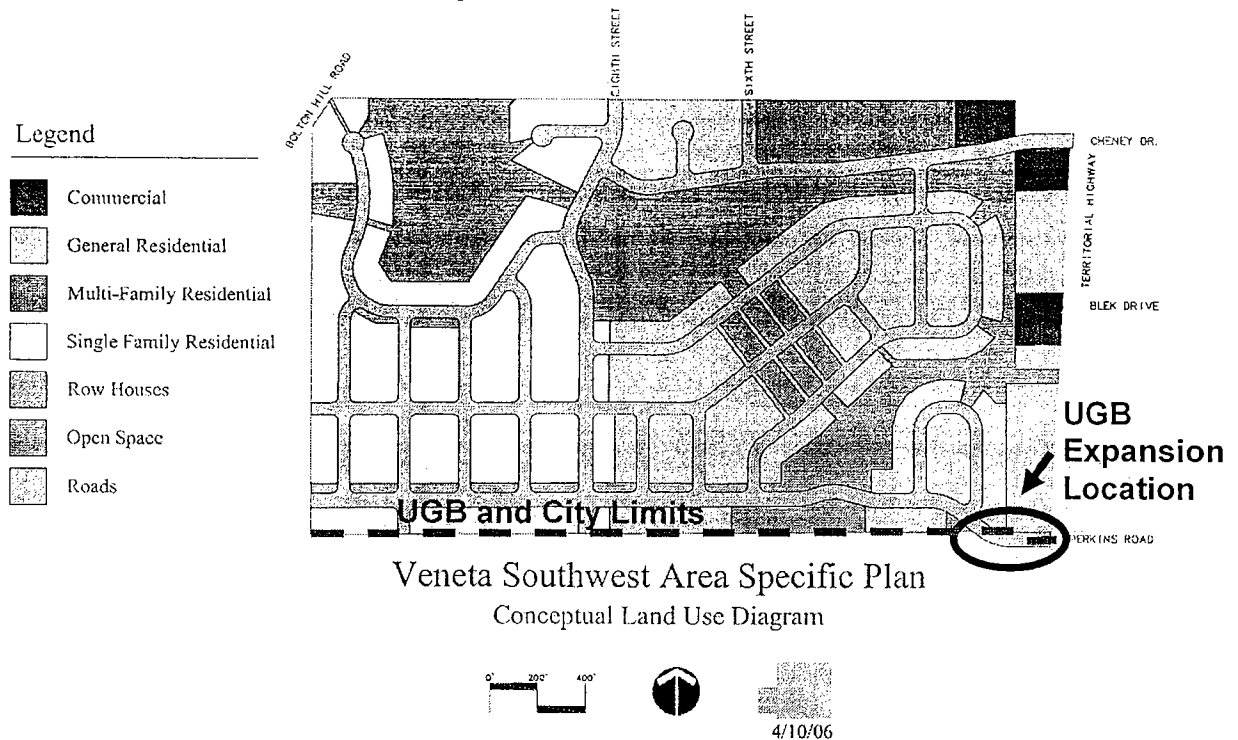 BOLTON HILL ROAD
EIGHTH STREET
SIXTH STREET
Legend
Commercial
General Residential
Multi-Family Residential
Single Family Residential
Row Houses
Open Space
Roads
CHENEY DR.
TERRITORIAL HIGHWAY
BLEK DRIVE
UGB
Expansion
Location
UGB and City Limits
PERKINS ROAD
Veneta Southwest Area Specific Plan
Conceptual Land Use Diagram
0' 200' 400'
4/10/06